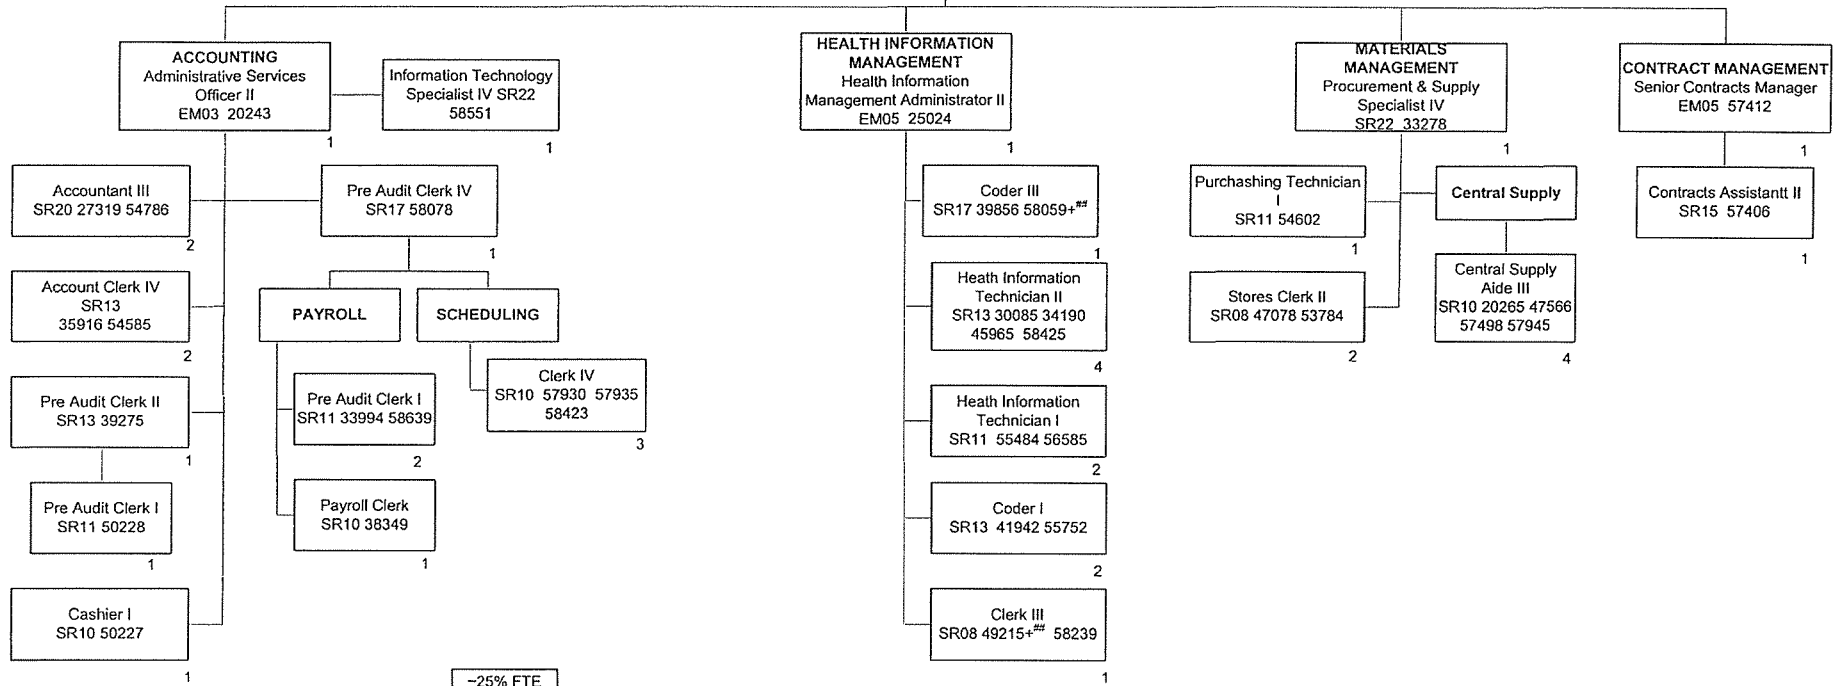 ACCOUNTING
Administrative Services
Officer II
EM03 20243
1
Information Technology
Specialist IV SR22
58551
1
Accountant III
SR20 27319 54786
2
Pre Audit Clerk IV
SR17 58078
1
Account Clerk IV
SR13
35916 54585
2
PAYROLL
SCHEDULING
Pre Audit Clerk II
SR13 39275
1
Pre Audit Clerk I
SR11 33994 58639
2
Clerk IV
SR10 57930 57935
58423
3
Pre Audit Clerk I
SR11 50228
1
Payroll Clerk
SR10 38349
1
Cashier I
SR10 50227
1
~25% FTE
HEALTH INFORMATION
MANAGEMENT
Health Information
Management Administrator II
EM05 25024
1
Coder III
SR17 39856 58059+##
1
Heath Information
Technician II
SR13 30085 34190
45965 58425
4
Heath Information
Technician I
SR11 55484 56585
2
Coder I
SR13 41942 55752
2
Clerk III
SR08 49215+## 58239
1
MATERIALS
MANAGEMENT
Procurement & Supply
Specialist IV
SR22 33278
1
Purchashing Technician
I
SR11 54602
1
Central Supply
Stores Clerk II
SR08 47078 53784
2
Central Supply
Aide III
SR10 20265 47566
57498 57945
4
CONTRACT MANAGEMENT
Senior Contracts Manager
EM05 57412
1
Contracts Assistantt II
SR15 57406
1